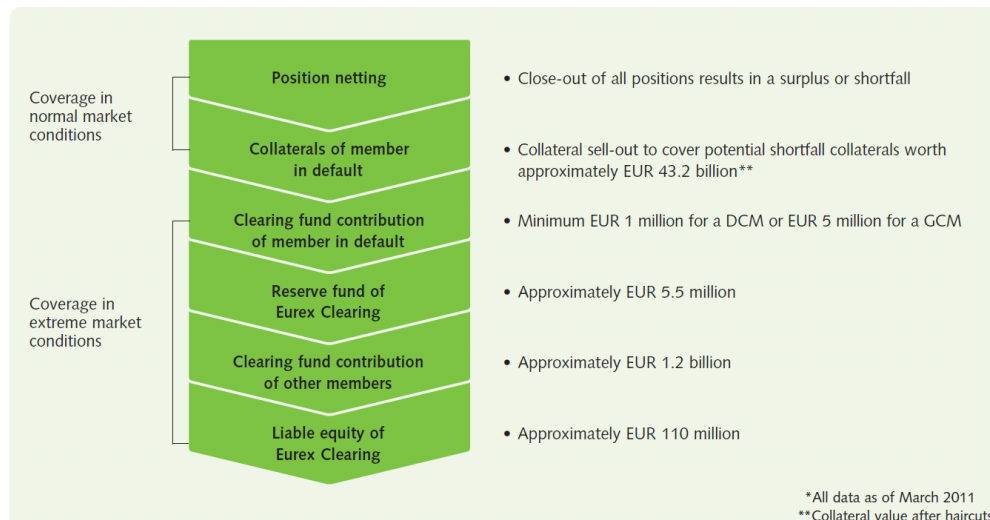 Position netting
• Close-out of all positions results in a surplus or shortfall
Coverage in
normal market
conditions
Collaterals of member
in default
• Collateral sell-out to cover potential shortfall collaterals worth
approximately EUR 43.2 billion**
Clearing fund contribution
of member in default
• Minimum EUR 1 million for a DCM or EUR 5 million for a GCM
Coverage in
extreme market
conditions
Reserve fund of
Eurex Clearing
• Approximately EUR 5.5 million
Clearing fund contribution
of other members
• Approximately EUR 1.2 billion
Liable equity of
Eurex Clearing
• Approximately EUR 110 million
*All data as of March 2011
**Collateral value after haircuts